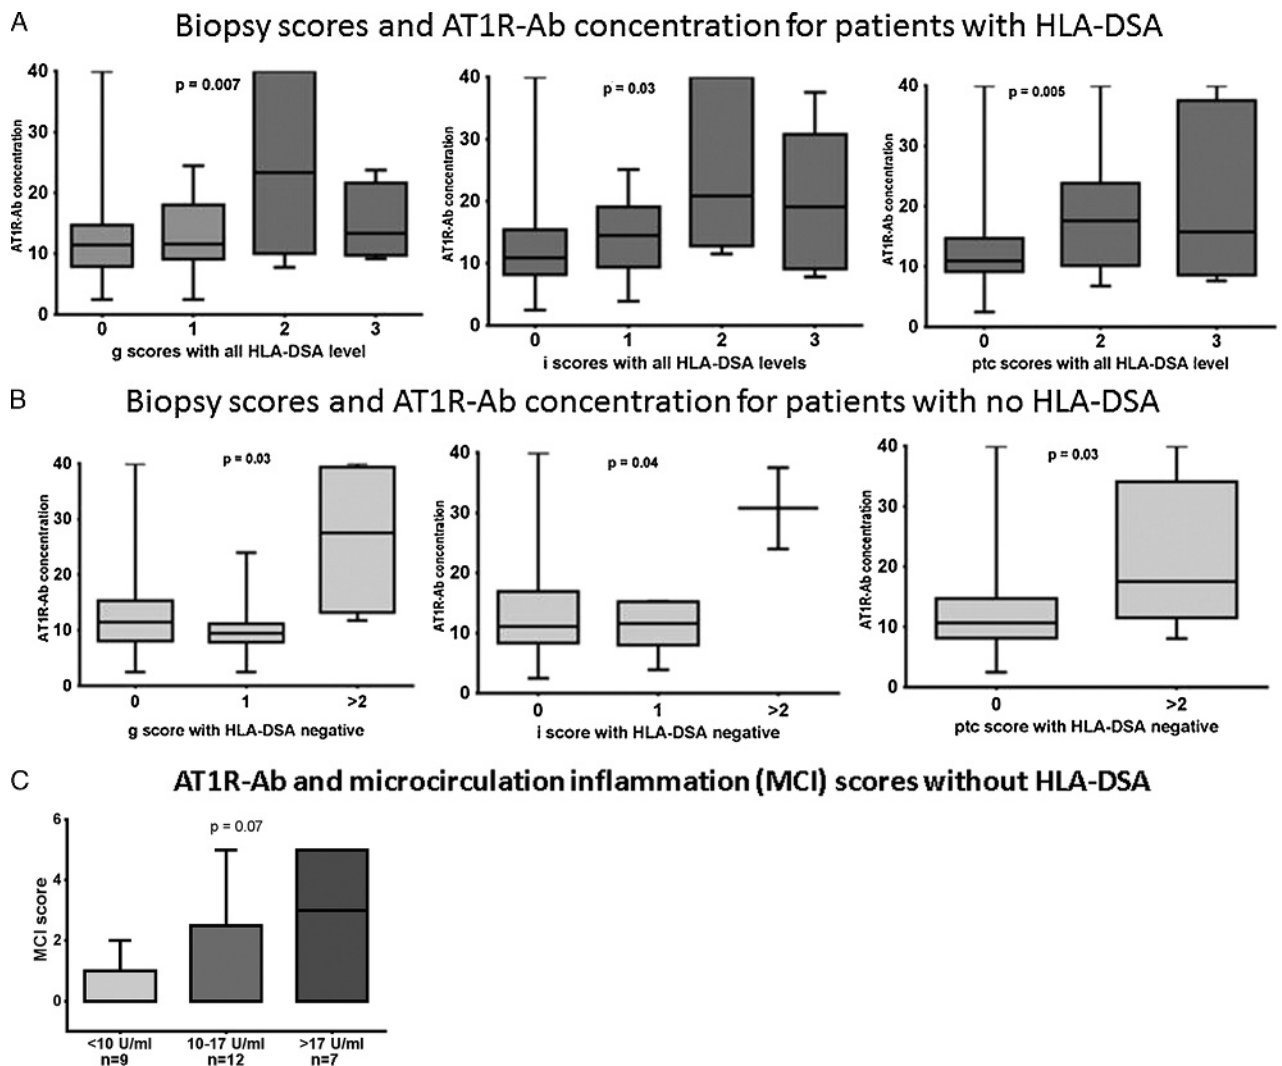 A
Biopsy scores and AT1R-Ab concentration for patients with HLA-DSA
AT1R-Ab concentration
40
30
20
10
0
p = 0.007
0 1 2 3
g scores with all HLA-DSA level
AT1R-Ab concentration
40
30
20
10
0
p = 0.03
0 1 2 3
i scores with all HLA-DSA levels
AT1R-Ab concentration
40
30
20
10
0
p = 0.005
0 2 3
ptc scores with all HLA-DSA level
B
Biopsy scores and AT1R-Ab concentration for patients with no HLA-DSA
AT1R-Ab concentration
40
30
20
10
0
p = 0.03
0 1 >2
g score with HLA-DSA negative
AT1R-Ab concentration
40
30
20
10
0
p = 0.04
0 1 >2
i score with HLA-DSA negative
AT1R-Ab concentration
40
30
20
10
0
p = 0.03
0 >2
ptc score with HLA-DSA negative
C
AT1R-Ab and microcirculation inflammation (MCI) scores without HLA-DSA
MCI score
6
4
2
0
p = 0.07
<10 U/ml 10-17 U/ml >17 U/ml
n=9 n=12 n=7